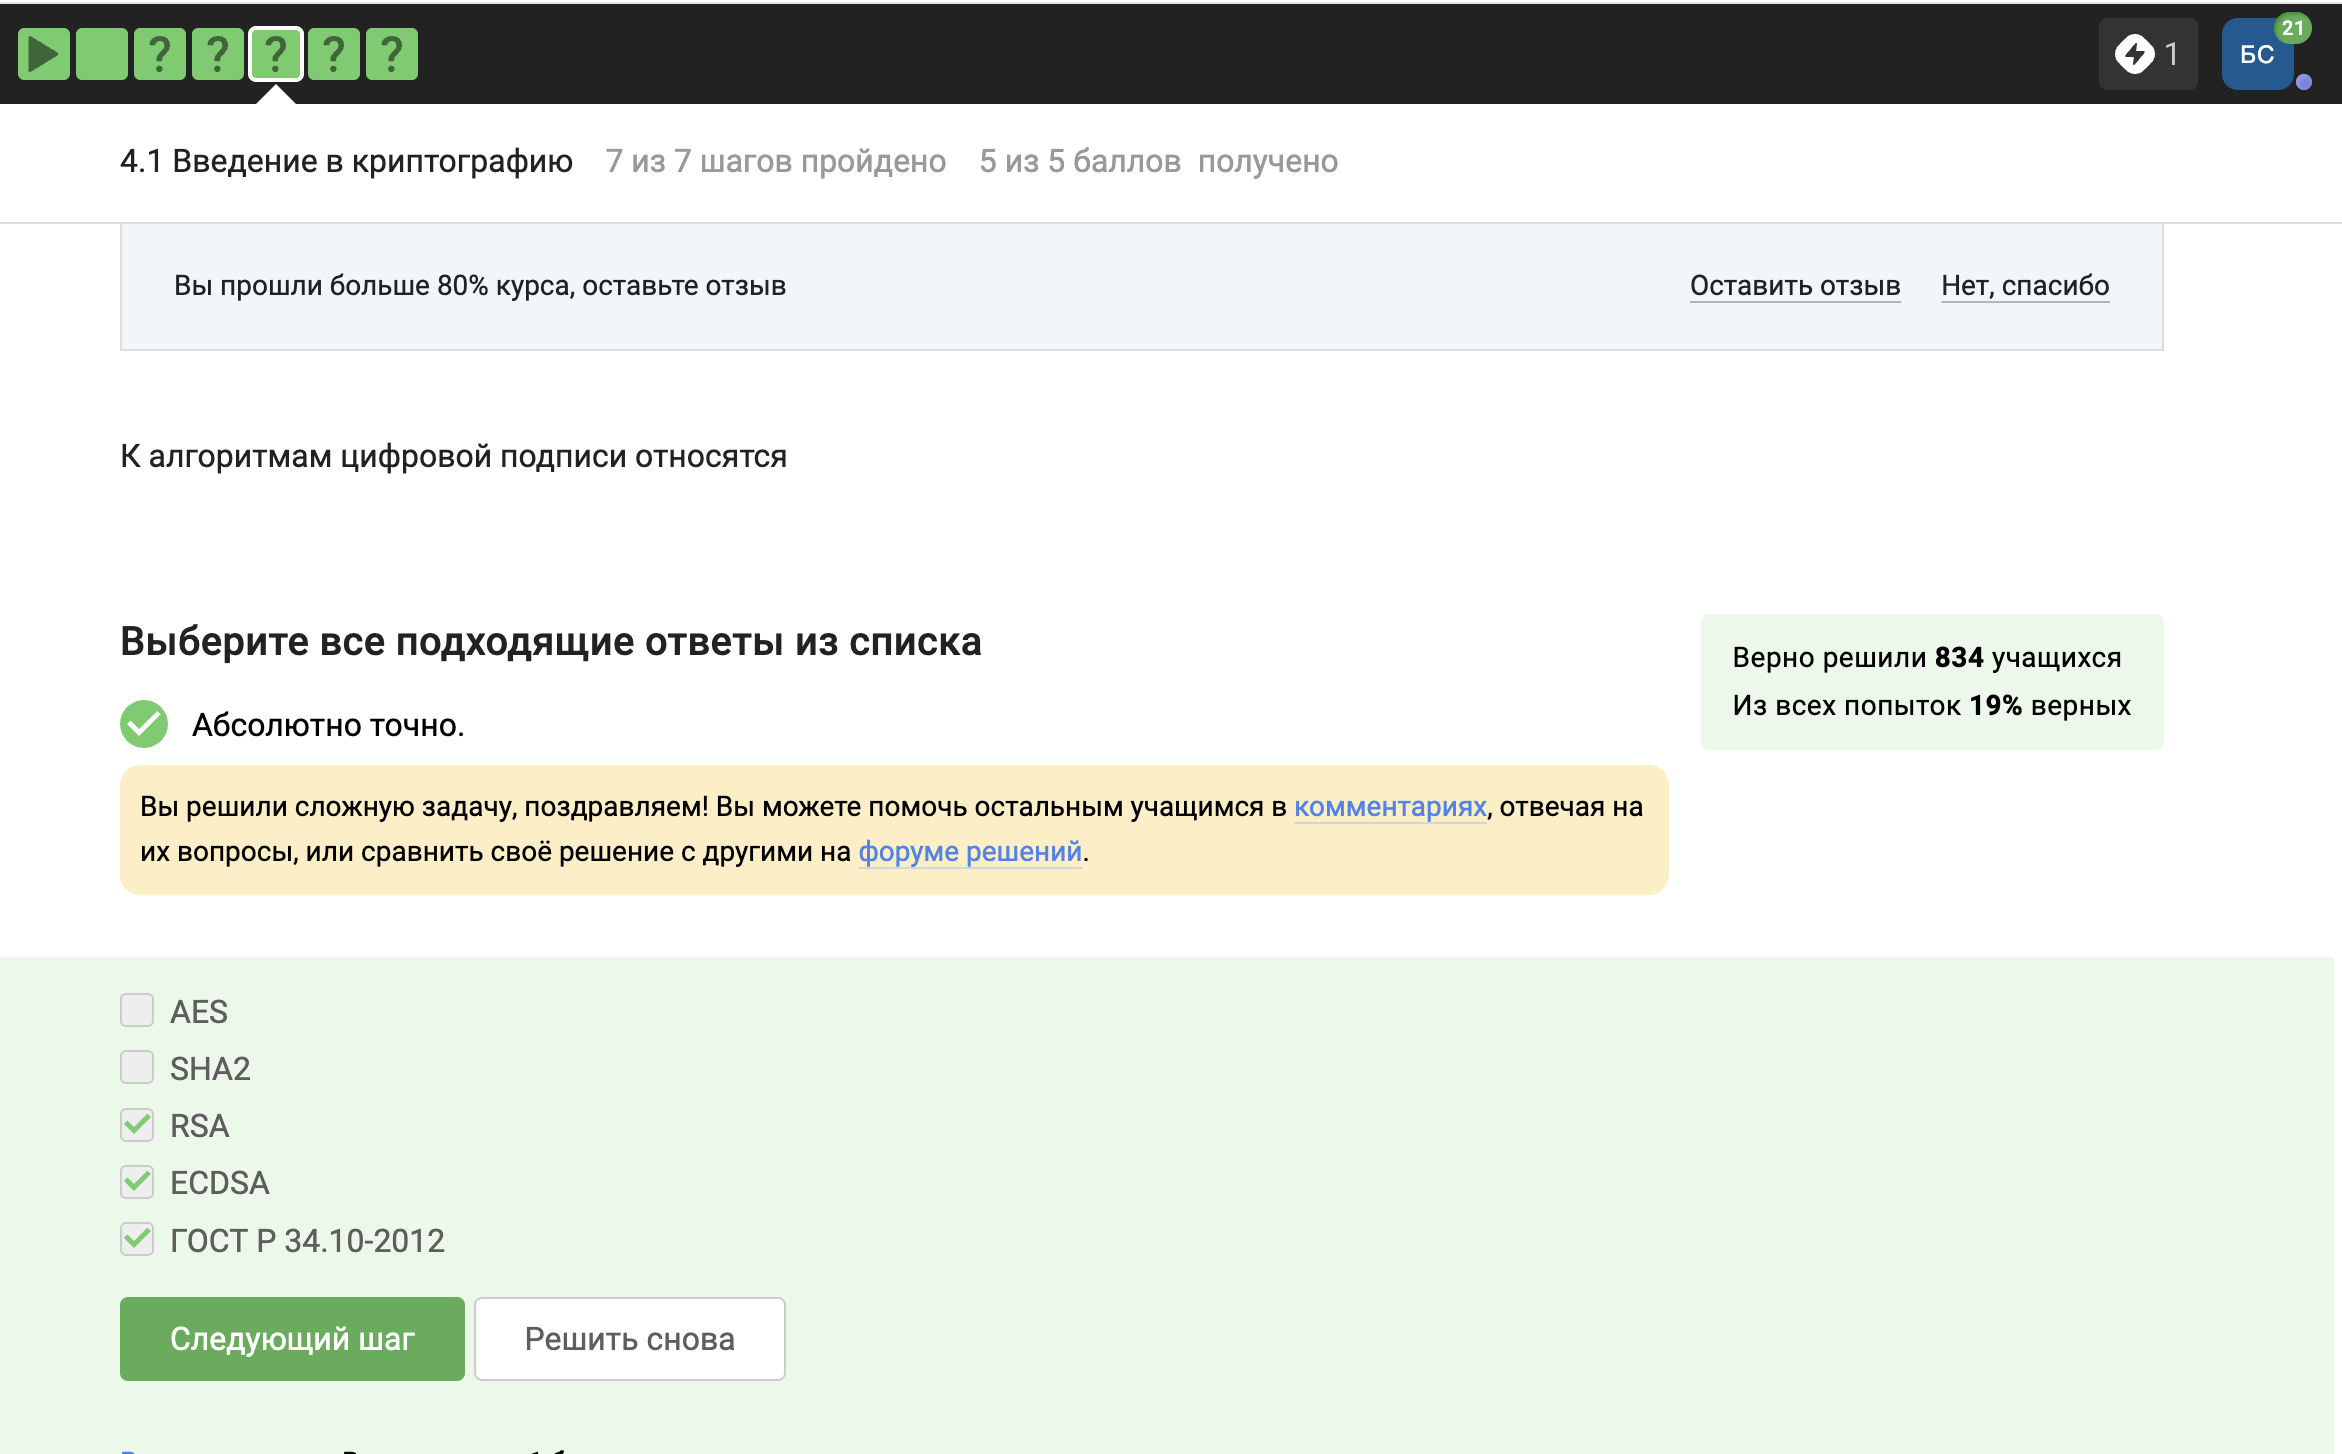 ? ? ? ? ?
1
БС
21
4.1 Введение в криптографию 7 из 7 шагов пройдено 5 из 5 баллов получено
Вы прошли больше 80% курса, оставьте отзыв Оставить отзыв Нет, спасибо
К алгоритмам цифровой подписи относятся
Выберите все подходящие ответы из списка
Верно решили 834 учащихся
Из всех попыток 19% верных
Абсолютно точно.
Вы решили сложную задачу, поздравляем! Вы можете помочь остальным учащимся в комментариях, отвечая на
их вопросы, или сравнить своё решение с другими на форуме решений.
AES
SHA2
RSA
ECDSA
ГОСТ Р 34.10-2012
Следующий шаг Решить снова